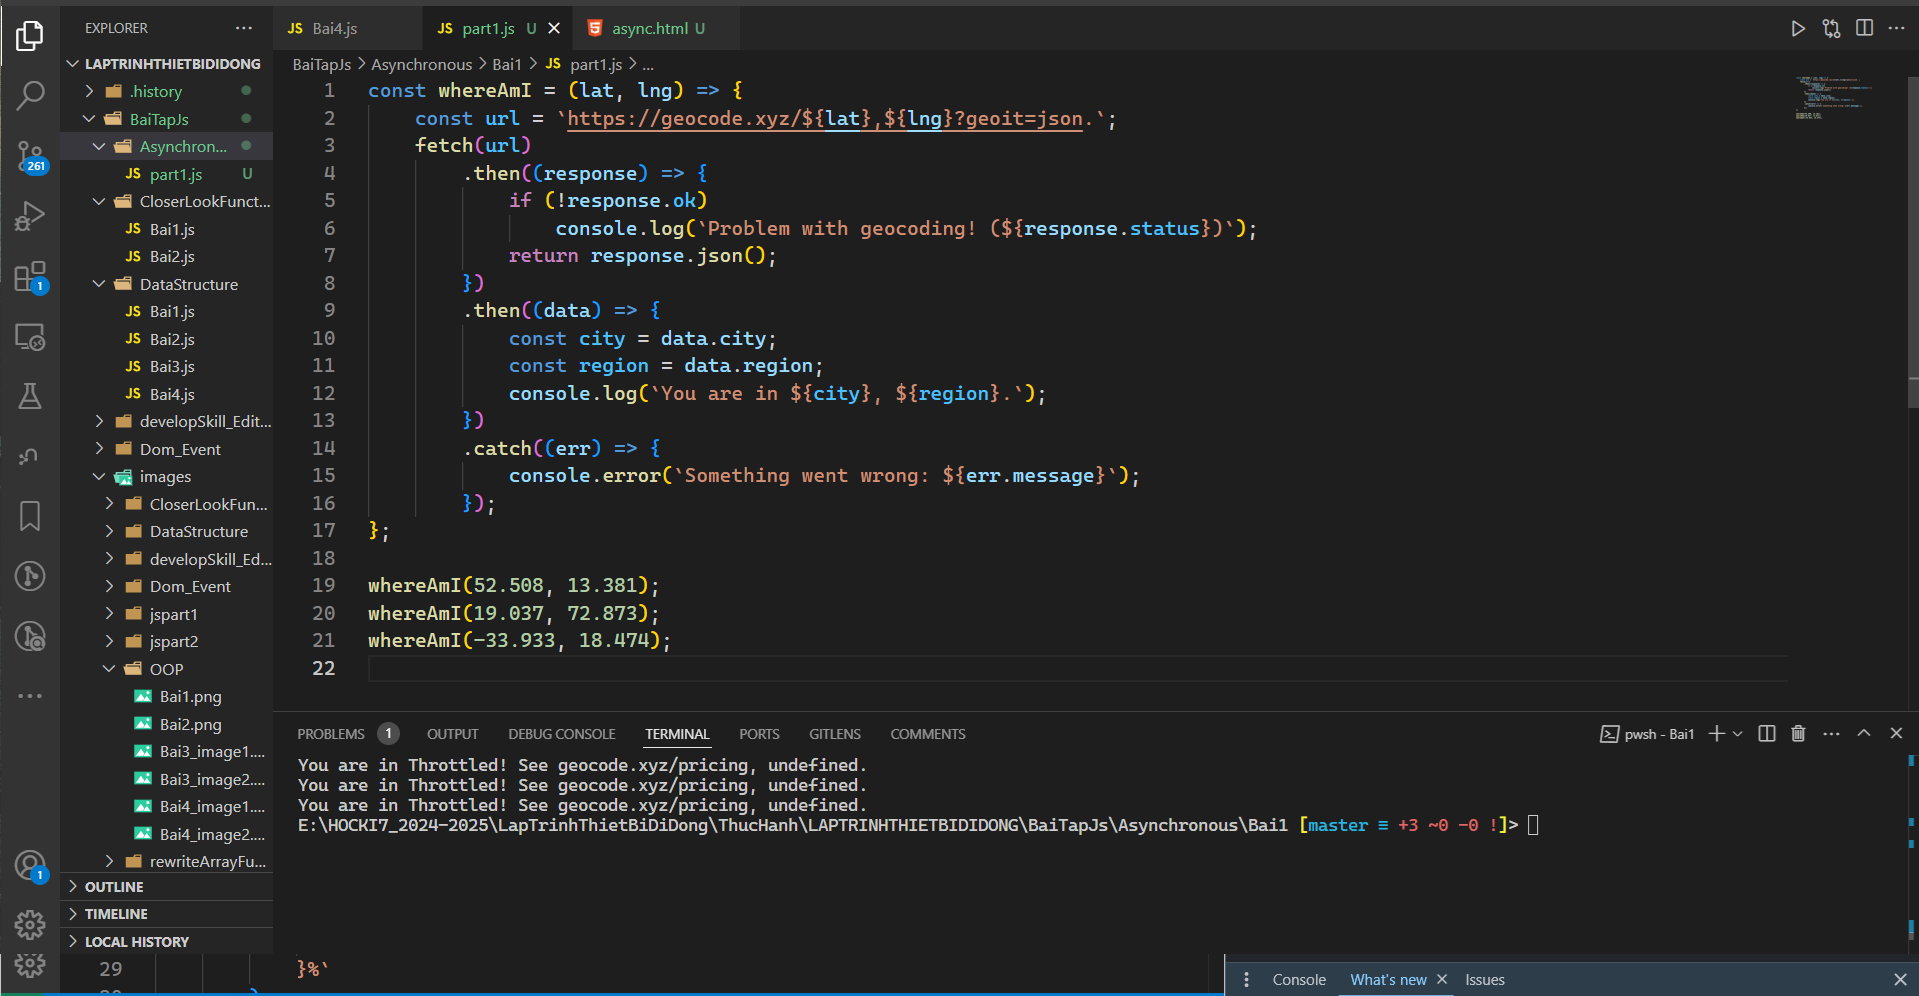 EXPLORER
LAPTRINHTHIETBIDIDONG
.history
BaiTapJs
Asynchron...
JS part1.js U
CloserLookFunct...
JS Bai1.js
JS Bai2.js
DataStructure
JS Bai1.js
JS Bai2.js
JS Bai3.js
JS Bai4.js
developSkill_Edit...
Dom_Event
images
CloserLookFun...
DataStructure
developSkill_Ed...
Dom_Event
jspart1
jspart2
OOP
Bai1.png
Bai2.png
Bai3_image1....
Bai3_image2....
Bai4_image1....
Bai4_image2....
rewriteArrayFu...
OUTLINE
TIMELINE
LOCAL HISTORY
261
1
1
JS Bai4.js
JS part1.js U
async.html U
BaiTapJs > Asynchronous > Bai1 > JS part1.js > ...
1 const whereAmI = (lat, lng) => {
2 const url = `https://geocode.xyz/${lat},${lng}?geoit=json.`;
3 fetch(url)
4 .then((response) => {
5 if (!response.ok)
6 console.log(`Problem with geocoding! (${response.status})`);
7 return response.json();
8 })
9 .then((data) => {
10 const city = data.city;
11 const region = data.region;
12 console.log(`You are in ${city}, ${region}.`);
13 })
14 .catch((err) => {
15 console.error(`Something went wrong: ${err.message}`);
16 });
17 };
18
19 whereAmI(52.508, 13.381);
20 whereAmI(19.037, 72.873);
21 whereAmI(-33.933, 18.474);
22
PROBLEMS 1 OUTPUT DEBUG CONSOLE TERMINAL PORTS GITLENS COMMENTS
pwsh - Bai1
You are in Throttled! See geocode.xyz/pricing, undefined.
You are in Throttled! See geocode.xyz/pricing, undefined.
You are in Throttled! See geocode.xyz/pricing, undefined.
E:\HOCKI7_2024-2025\LapTrinhThietBiDiDong\ThucHanh\LAPTRINHTHIETBIDIDONG\BaiTapJs\Asynchronous\Bai1 [master ≡ +3 ~0 -0 !]>
29 }%`
Console What's new Issues